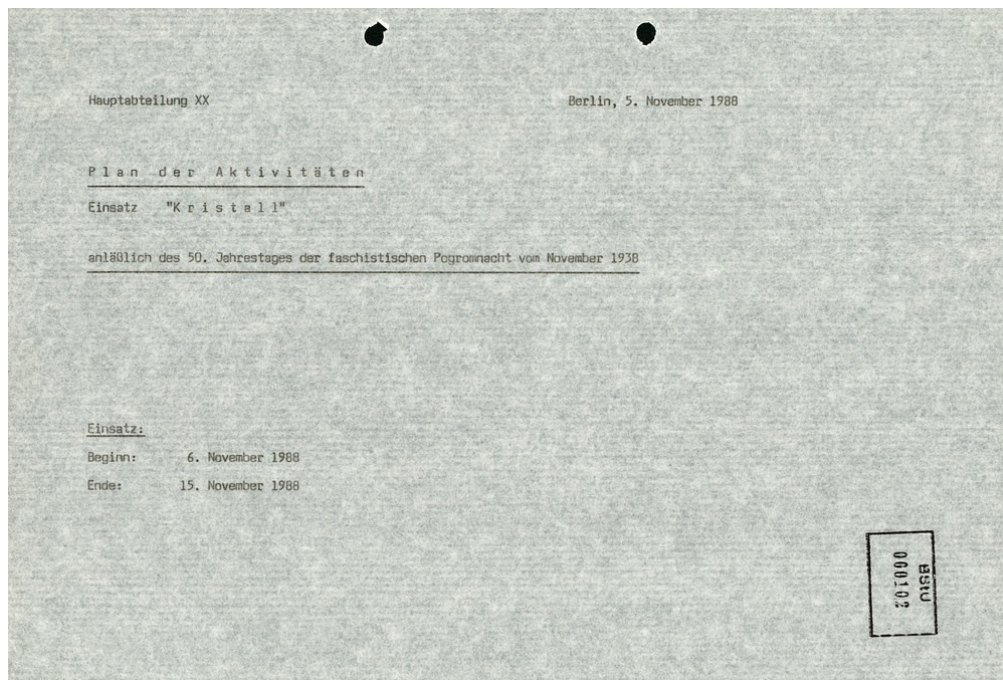 Hauptabteilung XX
Berlin, 5. November 1988
Plan der Aktivitäten
Einsatz "Kristall"
anläßlich des 50. Jahrestages der faschistischen Pogromnacht vom November 1938
Einsatz:
Beginn: 6. November 1988
Ende: 15. November 1988
BStU
000102